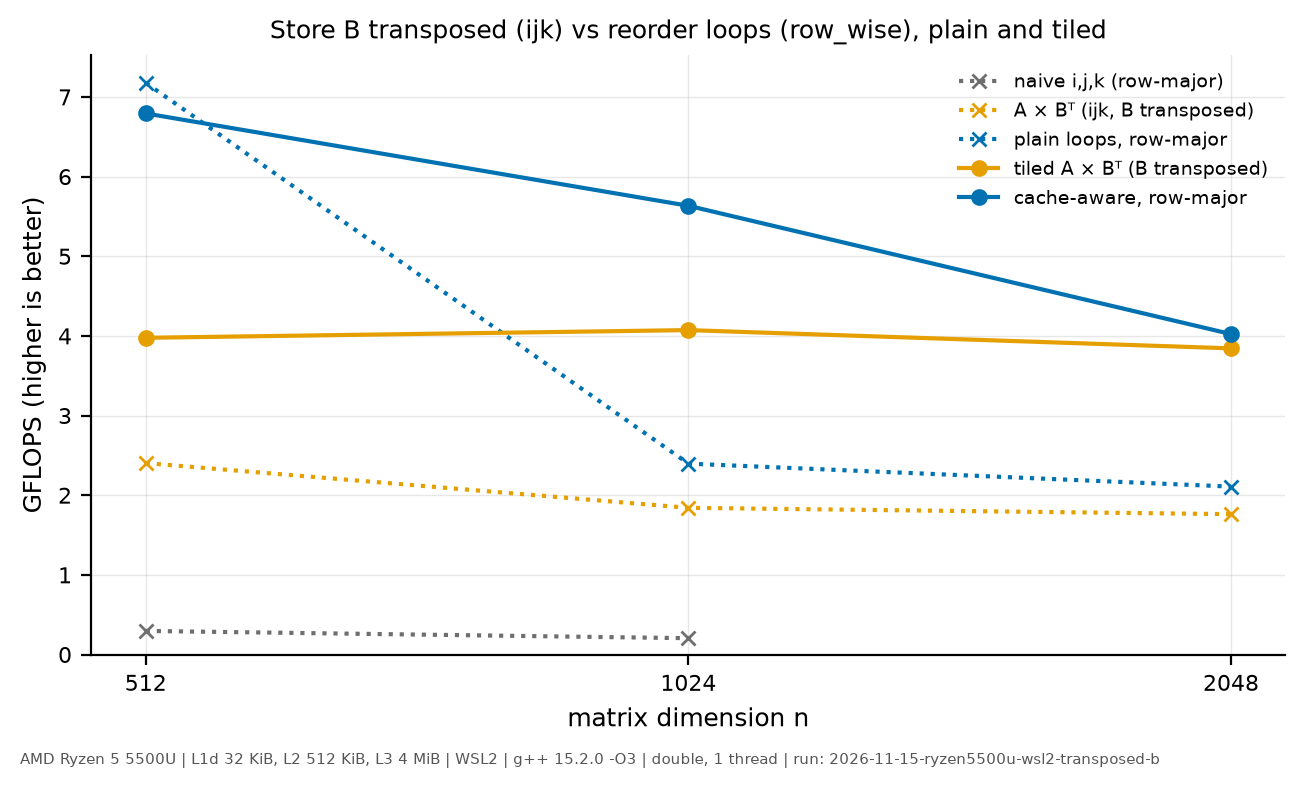 Store B transposed (ijk) vs reorder loops (row_wise), plain and tiled
GFLOPS (higher is better)
7
6
5
4
3
2
1
0
naive i,j,k (row-major)
A × Bᵀ (ijk, B transposed)
plain loops, row-major
tiled A × Bᵀ (B transposed)
cache-aware, row-major
512
1024
2048
matrix dimension n
AMD Ryzen 5 5500U | L1d 32 KiB, L2 512 KiB, L3 4 MiB | WSL2 | g++ 15.2.0 -O3 | double, 1 thread | run: 2026-11-15-ryzen5500u-wsl2-transposed-b